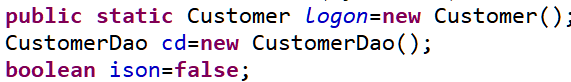 public static Customer logon=new Customer();
CustomerDao cd=new CustomerDao();
boolean ison=false;